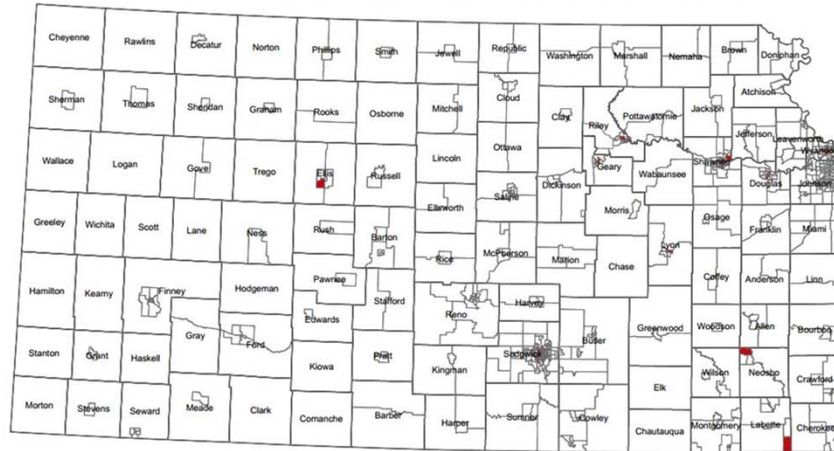 Cheyenne Rawlins Decatur Norton Phillips Smith Jewell Republic Washington Marshall Nemaha Brown Doniphan
Sherman Thomas Sheridan Graham Rooks Osborne Mitchell Cloud Clay Riley Pottawatomie Jackson Atchison
Wallace Logan Gove Trego Ellis Russell Lincoln Ottawa Geary Wabaunsee Shawnee Jefferson Leavenworth
Dickinson Douglas Johnson
Greeley Wichita Scott Lane Ness Rush Barton Ellsworth Saline Morris Osage Franklin Miami
Rice McPherson Marion Chase Lyon
Hamilton Kearny Finney Hodgeman Pawnee Stafford Reno Harvey Coffey Anderson Linn
Gray Ford Edwards Greenwood Woodson Allen Bourbon
Stanton Grant Haskell Kiowa Pratt Kingman Sedgwick Butler Elk Wilson Neosho Crawford
Morton Stevens Seward Meade Clark Comanche Barber Harper Sumner Cowley Chautauqua Montgomery Labette Cherokee